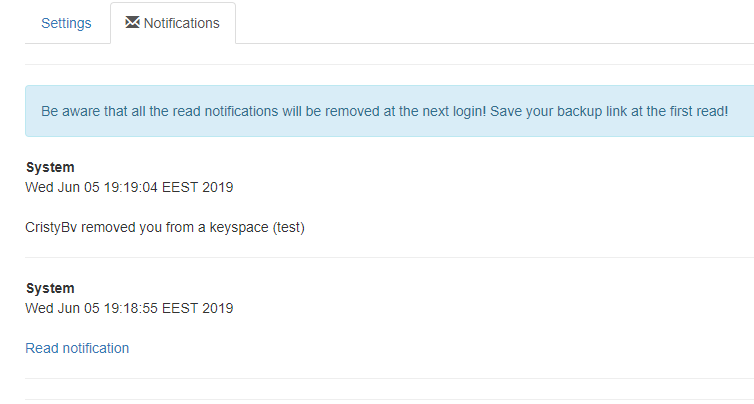 Settings
Notifications
Be aware that all the read notifications will be removed at the next login! Save your backup link at the first read!
System
Wed Jun 05 19:19:04 EEST 2019
CristyBv removed you from a keyspace (test)
System
Wed Jun 05 19:18:55 EEST 2019
Read notification